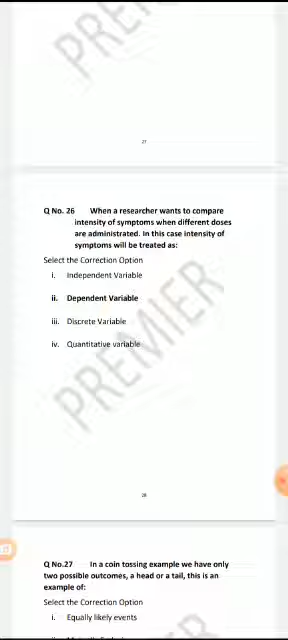 PREMIER
27
Q No. 26 When a researcher wants to compare
intensity of symptoms when different doses
are administrated. In this case intensity of
symptoms will be treated as:
Select the Correction Option
i. Independent Variable
ii. Dependent Variable
iii. Discrete Variable
iv. Quantitative variable
PREMIER
28
Q No.27 In a coin tossing example we have only
two possible outcomes, a head or a tail, this is an
example of:
Select the Correction Option
i. Equally likely events